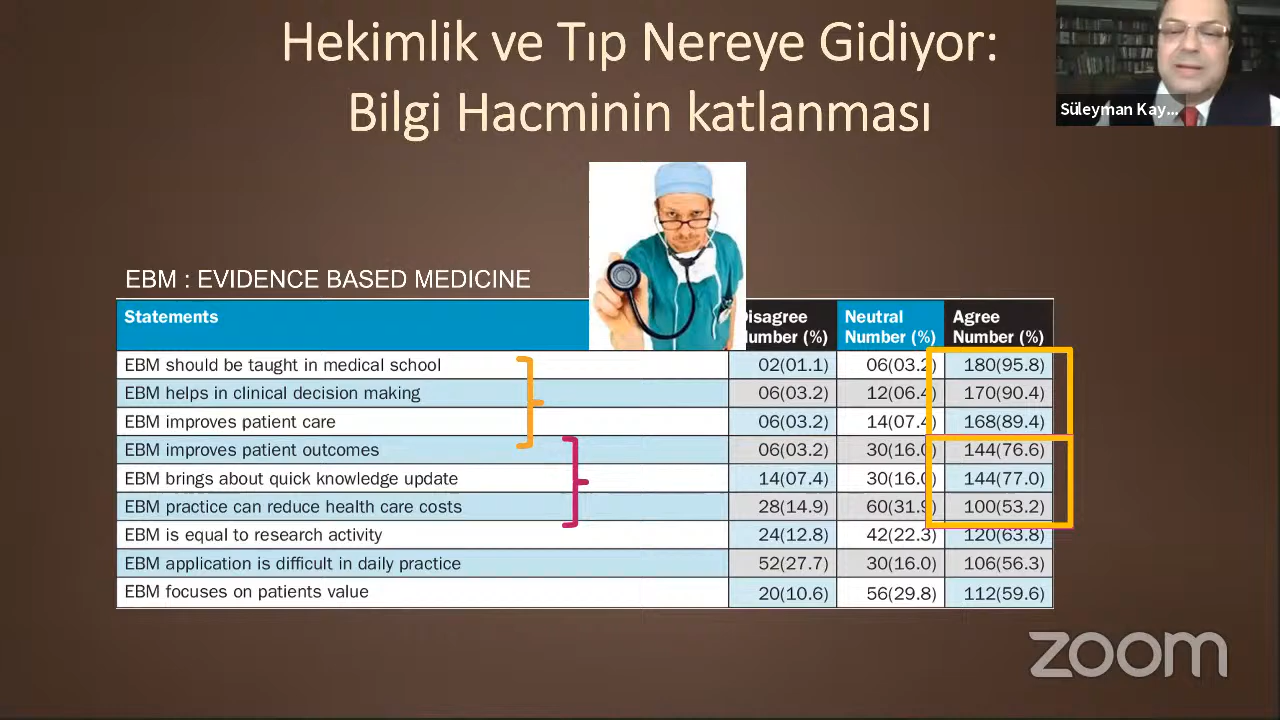 Hekimlik ve Tıp Nereye Gidiyor:
Bilgi Hacminin katlanması
Süleyman Kay...
EBM : EVIDENCE BASED MEDICINE
Statements Disagree Number (%) Neutral Number (%) Agree Number (%)
EBM should be taught in medical school 02(01.1) 06(03.2) 180(95.8)
EBM helps in clinical decision making 06(03.2) 12(06.4) 170(90.4)
EBM improves patient care 06(03.2) 14(07.4) 168(89.4)
EBM improves patient outcomes 06(03.2) 30(16.0) 144(76.6)
EBM brings about quick knowledge update 14(07.4) 30(16.0) 144(77.0)
EBM practice can reduce health care costs 28(14.9) 60(31.9) 100(53.2)
EBM is equal to research activity 24(12.8) 42(22.3) 120(63.8)
EBM application is difficult in daily practice 52(27.7) 30(16.0) 106(56.3)
EBM focuses on patients value 20(10.6) 56(29.8) 112(59.6)
zoom